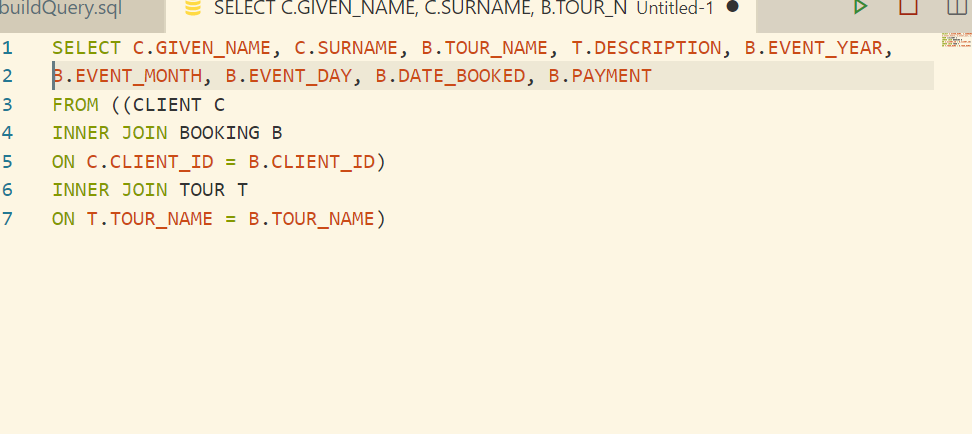 buildQuery.sql SELECT C.GIVEN_NAME, C.SURNAME, B.TOUR_N Untitled-1
1 SELECT C.GIVEN_NAME, C.SURNAME, B.TOUR_NAME, T.DESCRIPTION, B.EVENT_YEAR,
2 B.EVENT_MONTH, B.EVENT_DAY, B.DATE_BOOKED, B.PAYMENT
3 FROM ((CLIENT C
4 INNER JOIN BOOKING B
5 ON C.CLIENT_ID = B.CLIENT_ID)
6 INNER JOIN TOUR T
7 ON T.TOUR_NAME = B.TOUR_NAME)